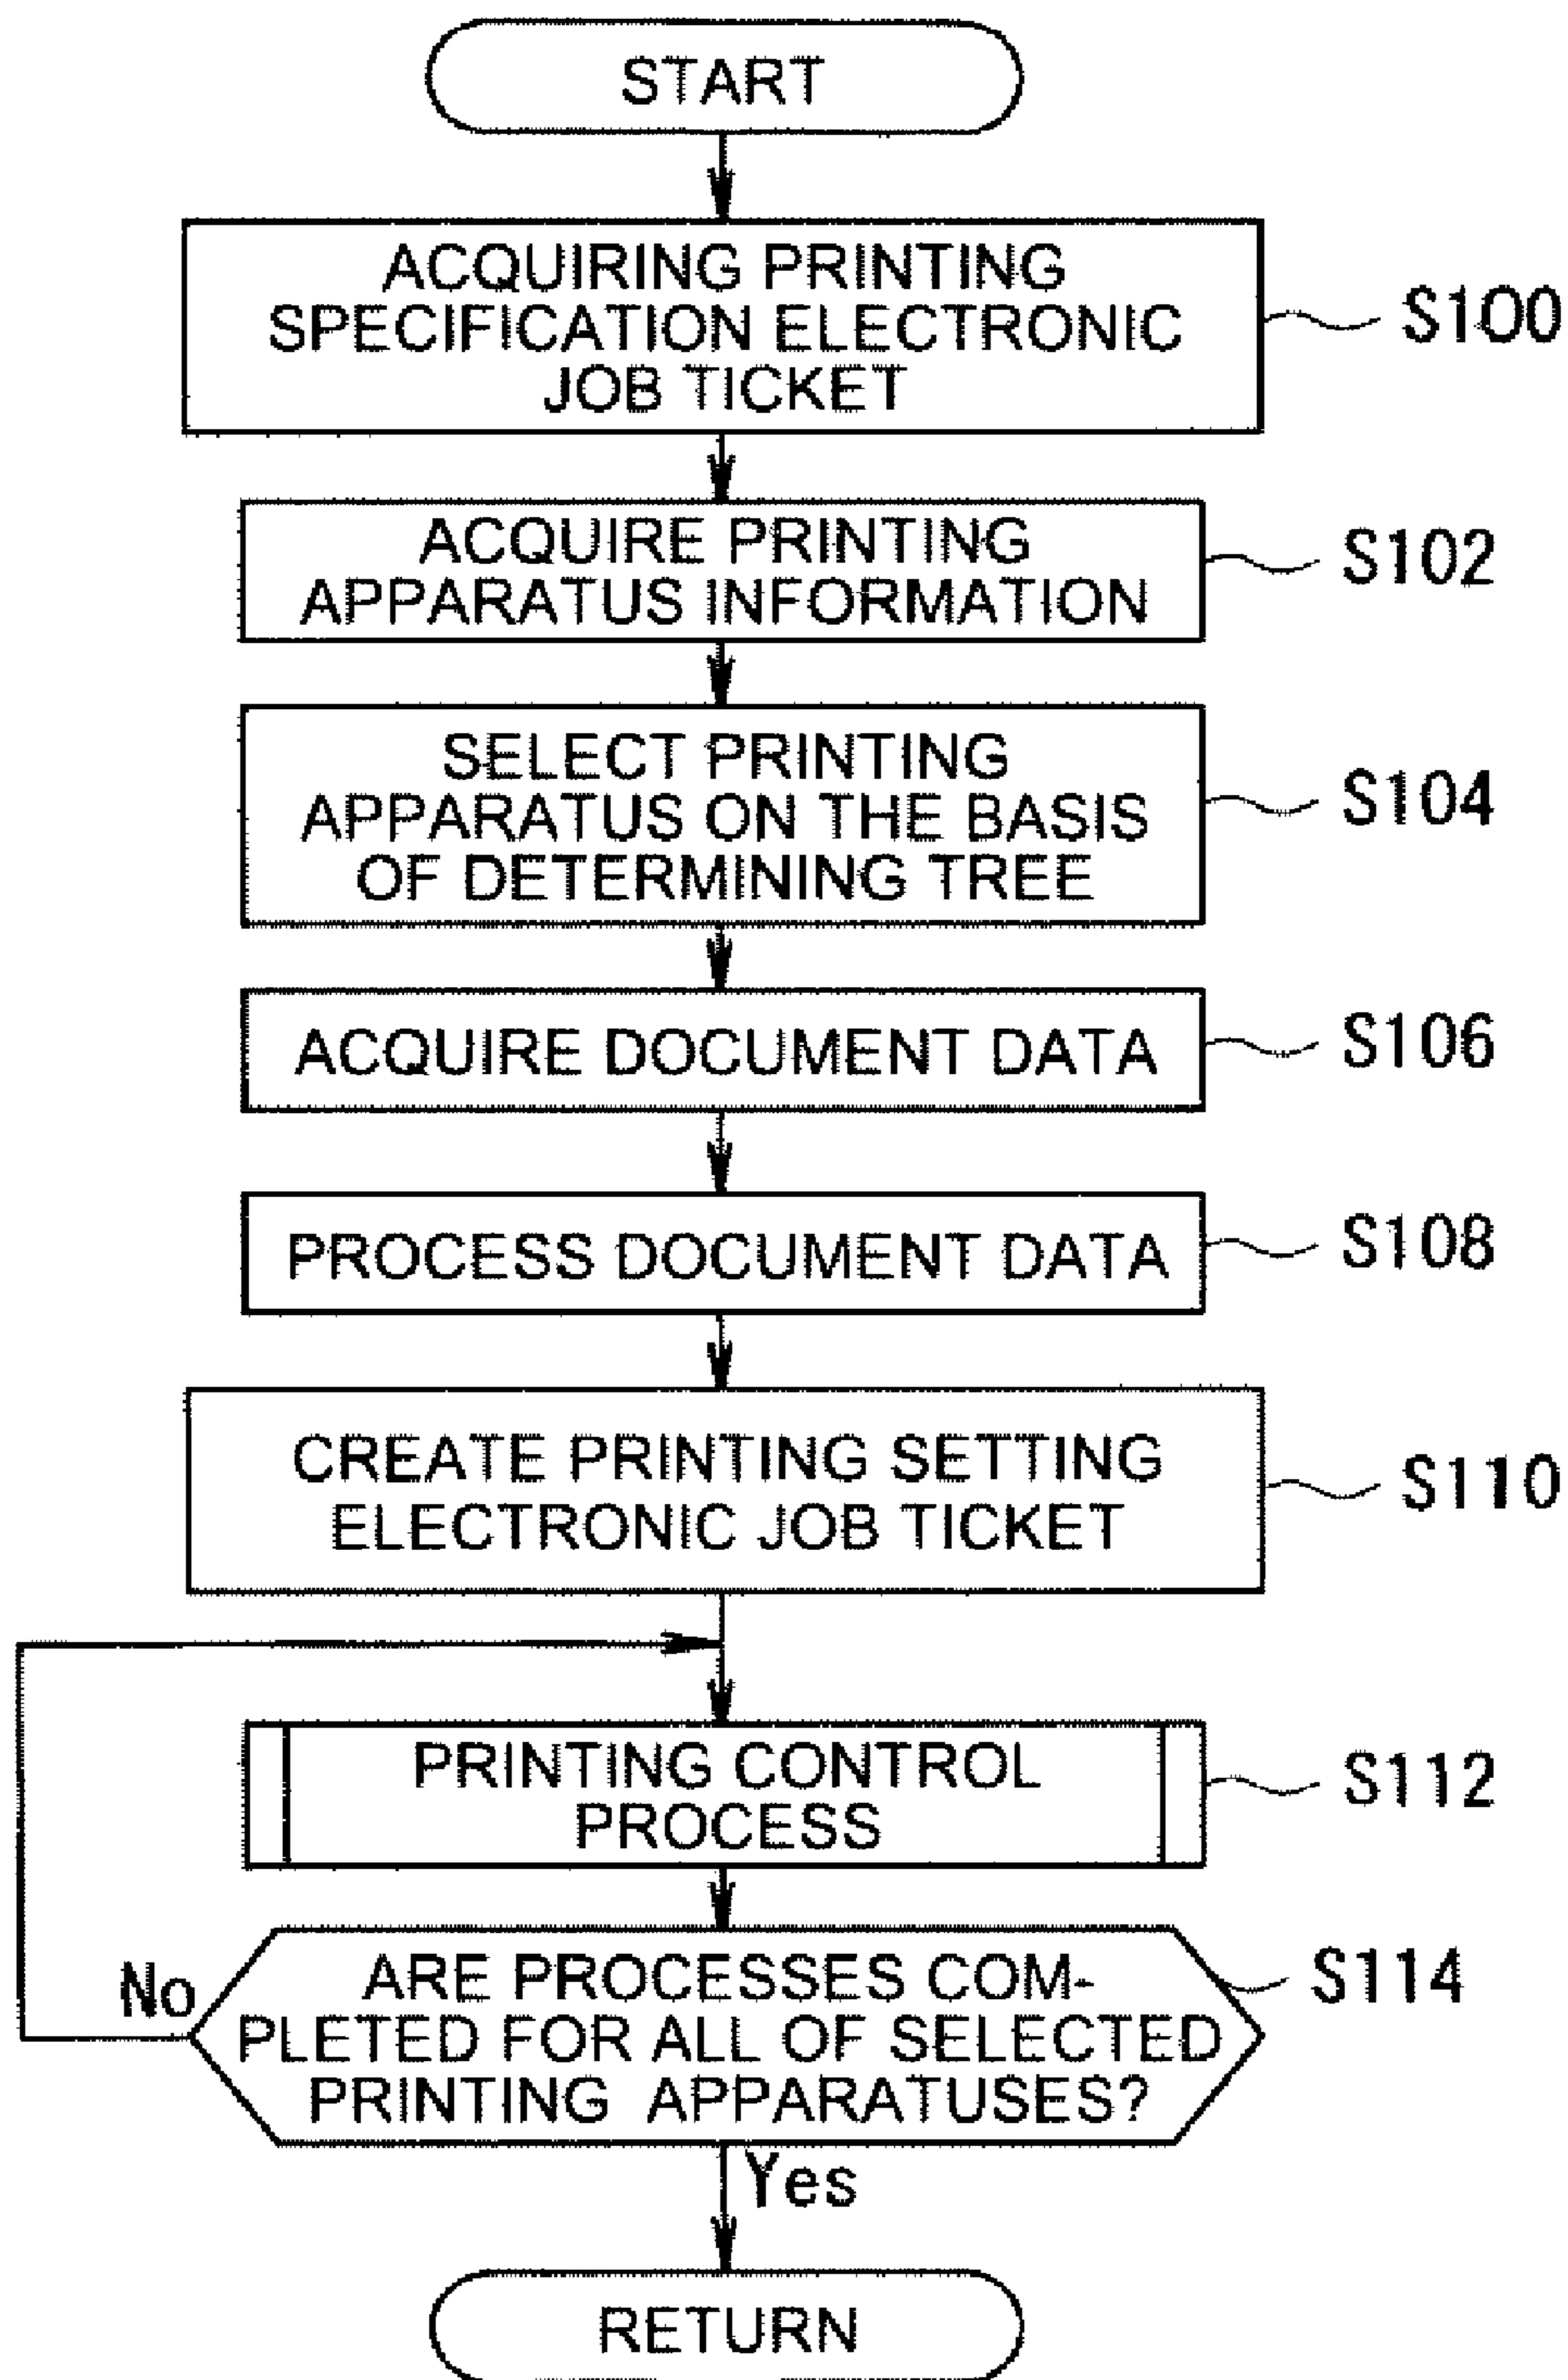 START
ACQUIRING PRINTING
SPECIFICATION ELECTRONIC
JOB TICKET
S100
ACQUIRE PRINTING
APPARATUS INFORMATION
S102
SELECT PRINTING
APPARATUS ON THE BASIS
OF DETERMINING TREE
S104
ACQUIRE DOCUMENT DATA
S106
PROCESS DOCUMENT DATA
S108
CREATE PRINTING SETTING
ELECTRONIC JOB TICKET
S110
PRINTING CONTROL
PROCESS
S112
ARE PROCESSES COM-
PLETED FOR ALL OF SELECTED
PRINTING APPARATUSES?
S114
No
Yes
RETURN